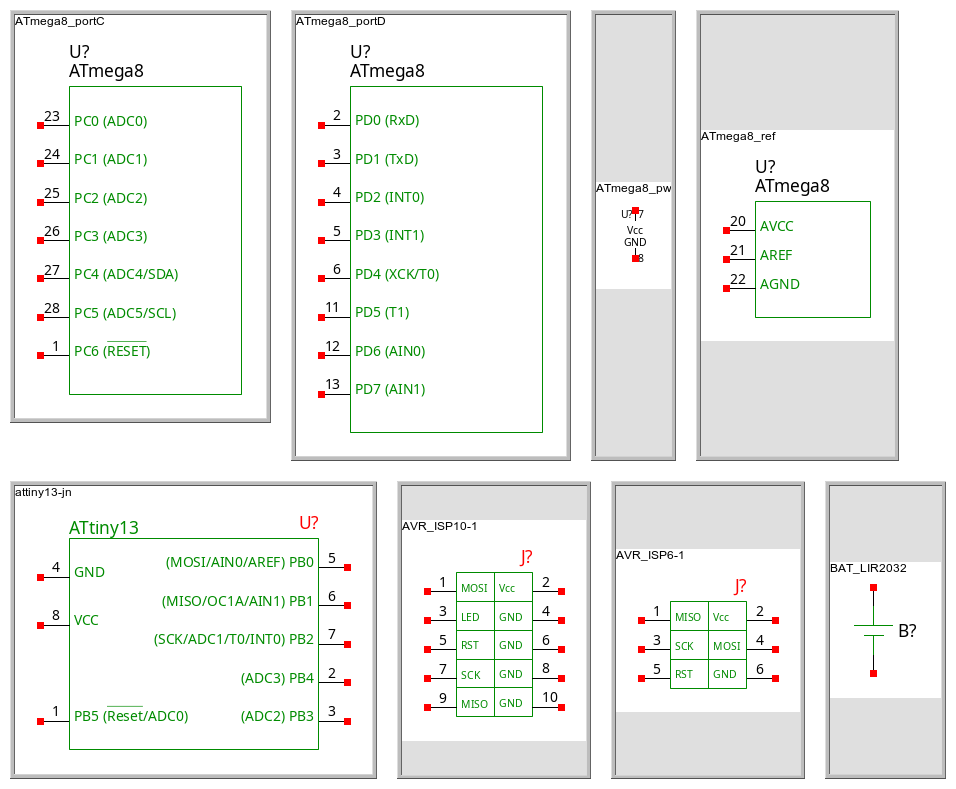 ATmega8_portC
U?
ATmega8
23 PC0 (ADC0)
24 PC1 (ADC1)
25 PC2 (ADC2)
26 PC3 (ADC3)
27 PC4 (ADC4/SDA)
28 PC5 (ADC5/SCL)
1 PC6 (RESET)
ATmega8_portD
U?
ATmega8
2 PD0 (RxD)
3 PD1 (TxD)
4 PD2 (INT0)
5 PD3 (INT1)
6 PD4 (XCK/T0)
11 PD5 (T1)
12 PD6 (AIN0)
13 PD7 (AIN1)
ATmega8_pw
U? 7
Vcc
GND
8
ATmega8_ref
U?
ATmega8
20 AVCC
21 AREF
22 AGND
attiny13-jn
ATtiny13 U?
(MOSI/AIN0/AREF) PB0 5
4 GND
(MISO/OC1A/AIN1) PB1 6
8 VCC
(SCK/ADC1/T0/INT0) PB2 7
(ADC3) PB4 2
1 PB5 (Reset/ADC0) (ADC2) PB3 3
AVR_ISP10-1
J?
1 MOSI Vcc 2
3 LED GND 4
5 RST GND 6
7 SCK GND 8
9 MISO GND 10
AVR_ISP6-1
J?
1 MISO Vcc 2
3 SCK MOSI 4
5 RST GND 6
BAT_LIR2032
B?